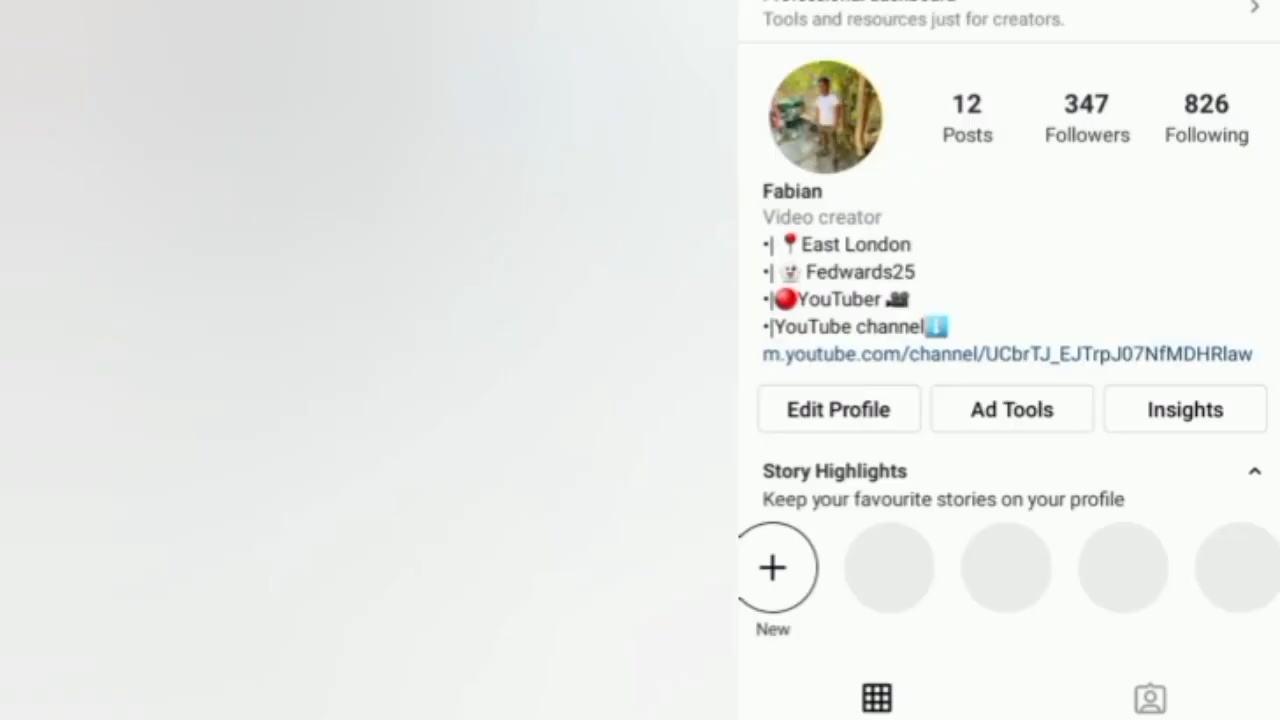 Tools and resources just for creators.
12 347 826
Posts Followers Following
Fabian
Video creator
•| 📍East London
•| 👻 Fedwards25
•|🔴YouTuber 🎥
•|YouTube channel⬇️
m.youtube.com/channel/UCbrTJ_EJTrpJ07NfMDHRlaw
Edit Profile Ad Tools Insights
Story Highlights
Keep your favourite stories on your profile
New